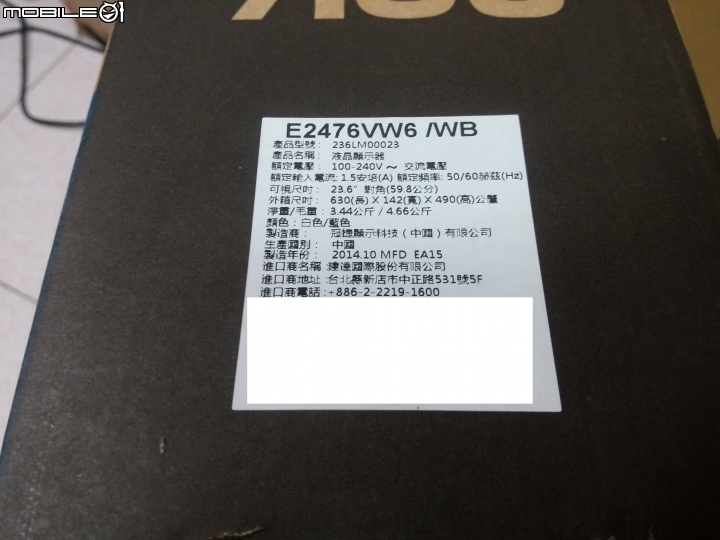 MOBILE01
AOC
E2476VW6 /WB
產品型號： 236LM00023
產品名稱： 液晶顯示器
額定電壓： 100-240V～ 交流電壓
額定輸入電流: 1.5安培(A) 額定頻率: 50/60赫茲(Hz)
可視尺吋： 23.6" 對角(59.8公分)
外箱尺吋： 630(長) X 142(寬) X 490(高)公釐
淨重/毛重： 3.44公斤 / 4.66公斤
顏色：白色/藍色
製造商： 冠捷顯示科技（中國）有限公司
生產國別： 中國
製造年份： 2014.10 MFD EA15
進口商名稱 :建達國際股份有限公司
進口商地址 :台北縣新店市中正路531號5F
進口商電話 :+886-2-2219-1600